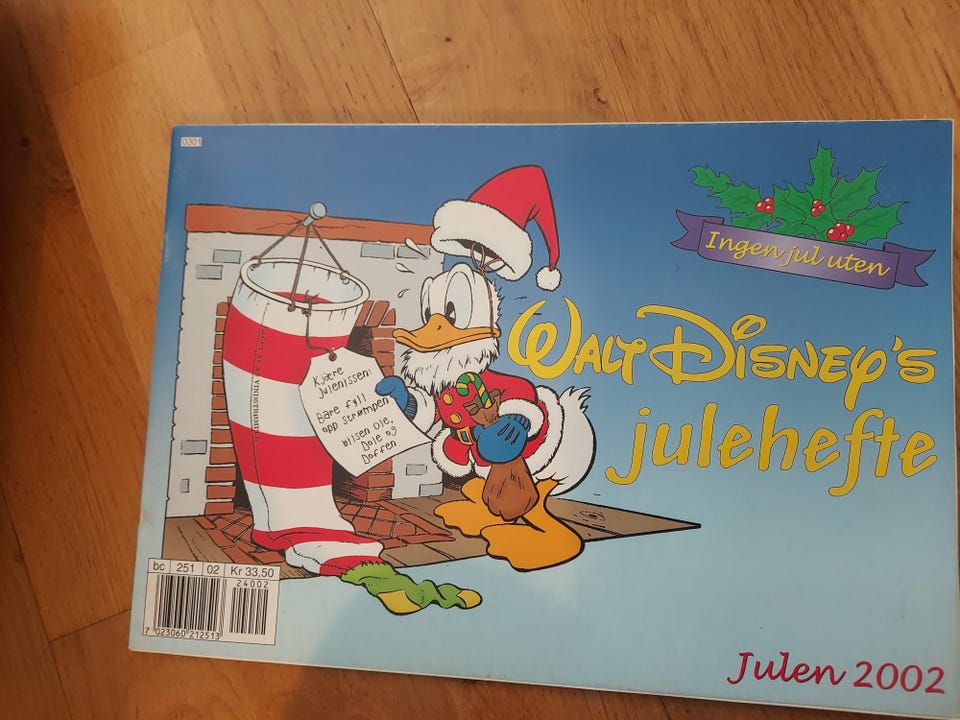 0301
Ingen jul uten
WALT DISNEY'S
julehefte
Kjære
Julenissen:
Bare fyll
opp strømpen
Hilsen Ole,
Dole og
Doffen
bc 251 02 Kr 33,50
24002
7 023060 212513
Julen 2002